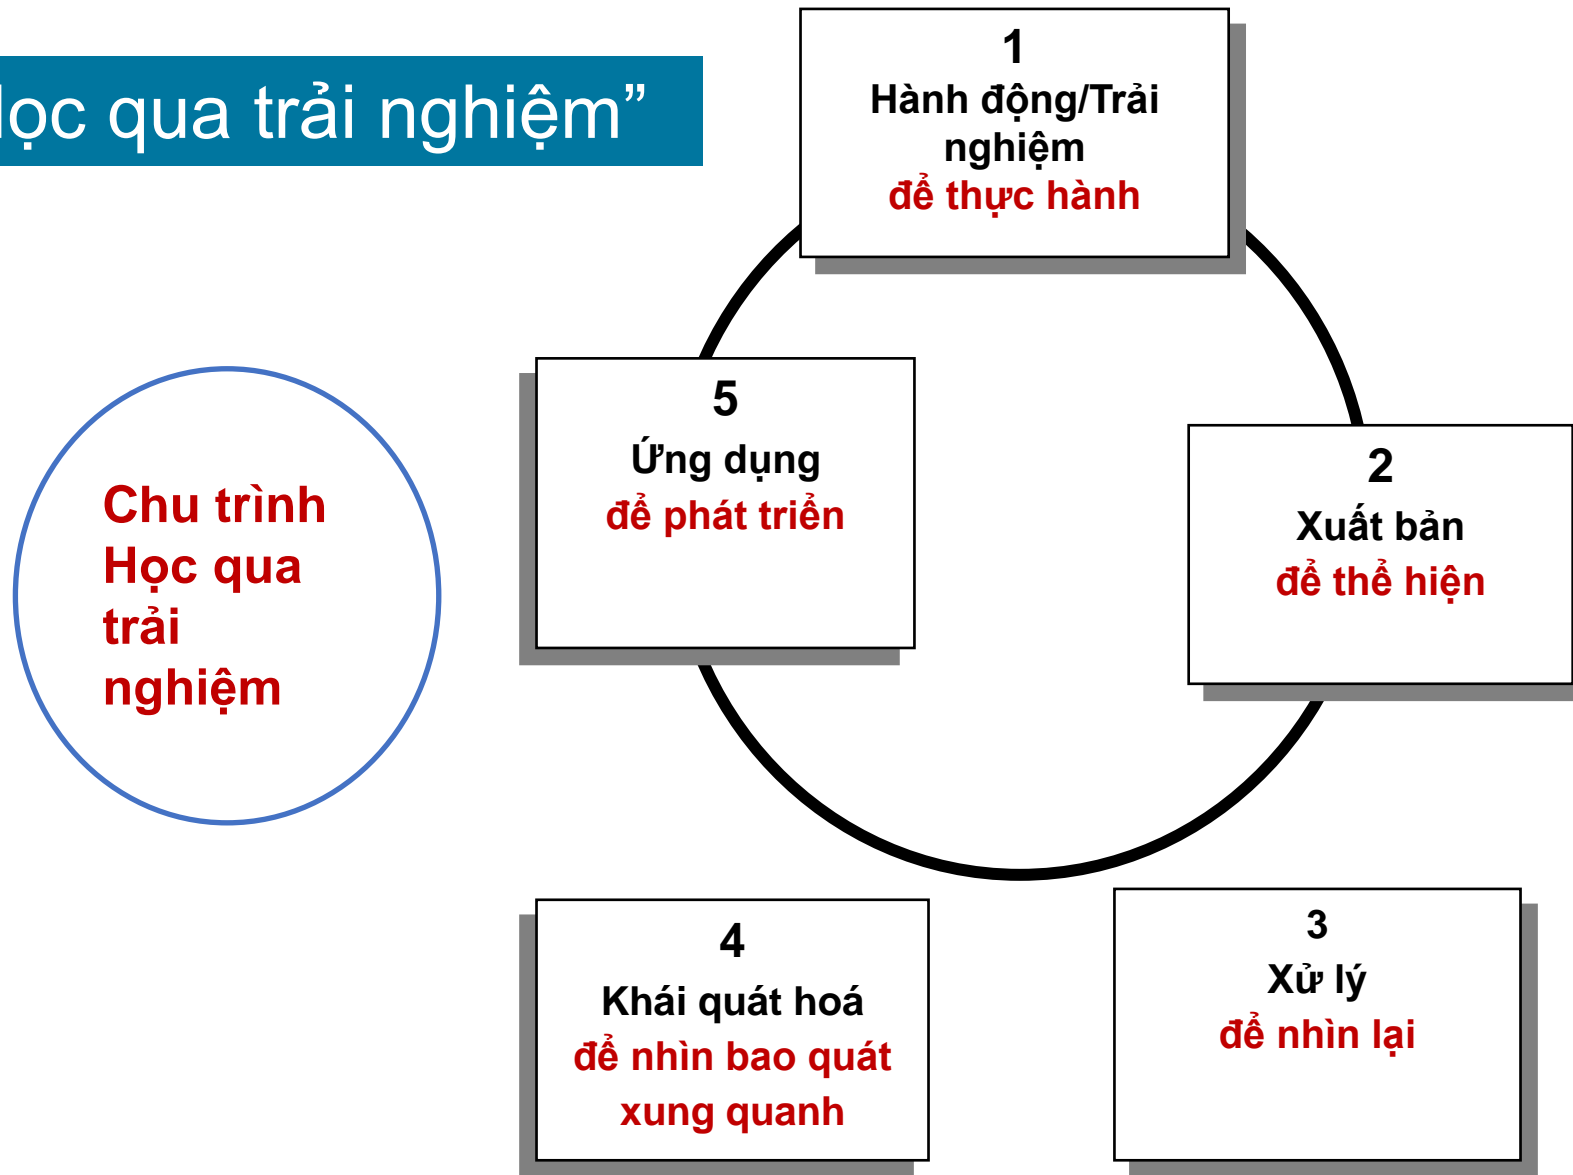 ọc qua trải nghiệm”
1
Hành động/Trải
nghiệm
để thực hành
5
Ứng dụng
để phát triển
2
Xuất bản
để thể hiện
Chu trình
Học qua
trải
nghiệm
4
Khái quát hoá
để nhìn bao quát
xung quanh
3
Xử lý
để nhìn lại